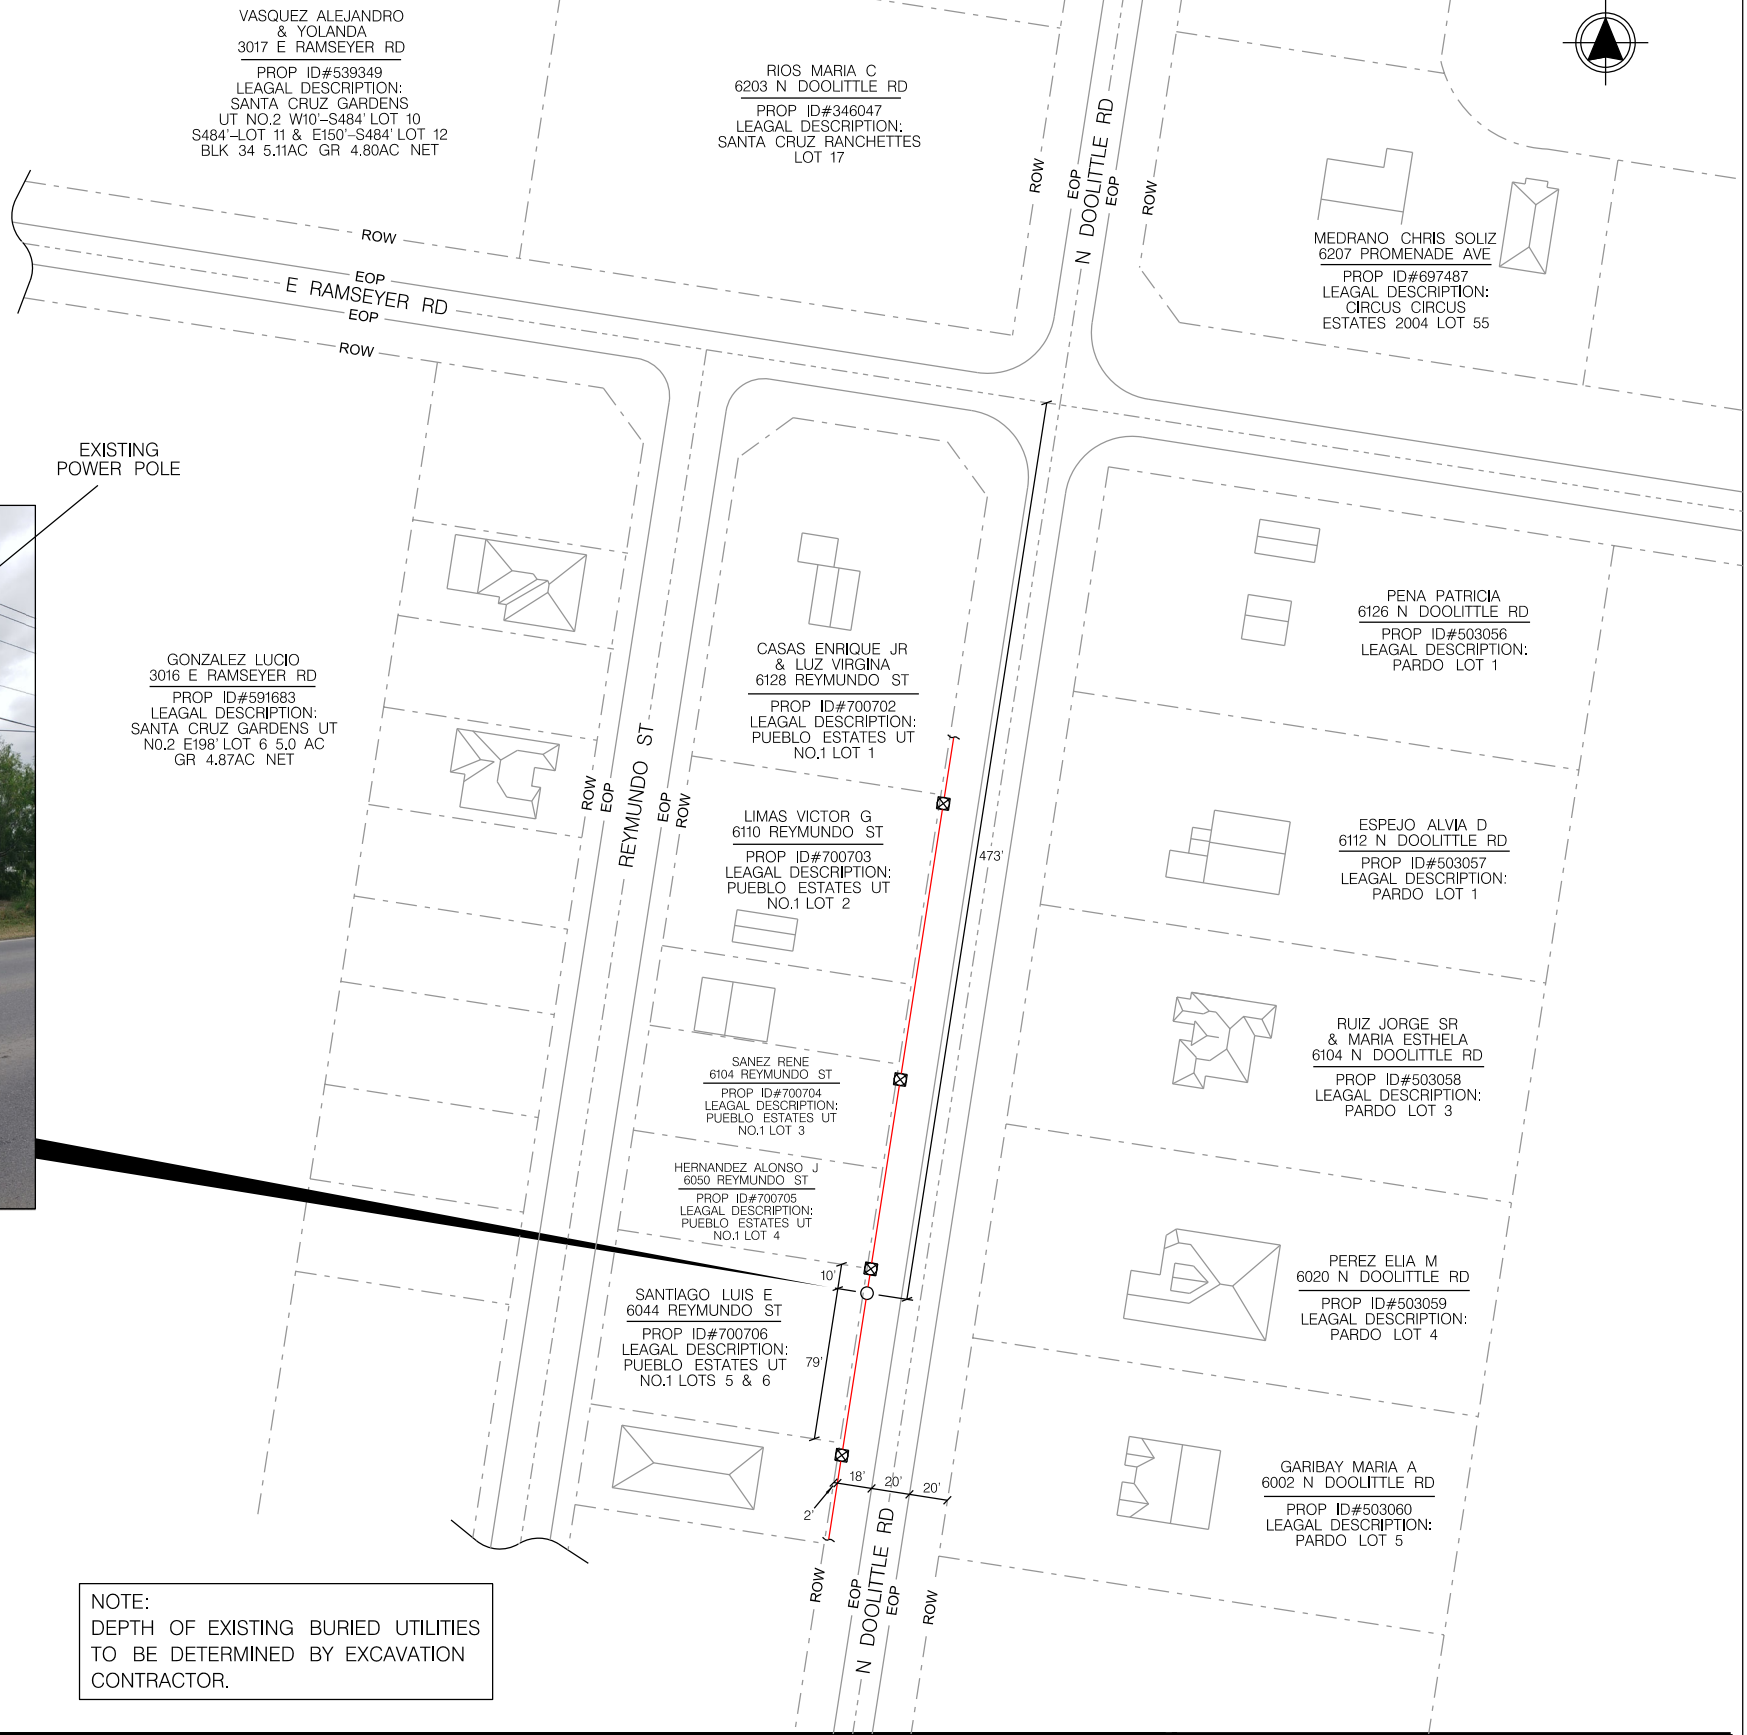 VASQUEZ ALEJANDRO
& YOLANDA
3017 E RAMSEYER RD
PROP ID#539349
LEAGAL DESCRIPTION:
SANTA CRUZ GARDENS
UT NO.2 W10'-S484' LOT 10
S484'-LOT 11 & E150'-S484' LOT 12
BLK 34 5.11AC GR 4.80AC NET
RIOS MARIA C
6203 N DOOLITTLE RD
PROP ID#346047
LEAGAL DESCRIPTION:
SANTA CRUZ RANCHETTES
LOT 17
ROW
EOP
N DOOLITTLE RD
EOP
ROW
MEDRANO CHRIS SOLIZ
6207 PROMENADE AVE
PROP ID#697487
LEAGAL DESCRIPTION:
CIRCUS CIRCUS
ESTATES 2004 LOT 55
ROW
EOP
E RAMSEYER RD
EOP
ROW
EXISTING
POWER POLE
GONZALEZ LUCIO
3016 E RAMSEYER RD
PROP ID#591683
LEAGAL DESCRIPTION:
SANTA CRUZ GARDENS UT
NO.2 E198' LOT 6 5.0 AC
GR 4.87AC NET
ROW
EOP
REYMUNDO ST
EOP
ROW
CASAS ENRIQUE JR
& LUZ VIRGINA
6128 REYMUNDO ST
PROP ID#700702
LEAGAL DESCRIPTION:
PUEBLO ESTATES UT
NO.1 LOT 1
LIMAS VICTOR G
6110 REYMUNDO ST
PROP ID#700703
LEAGAL DESCRIPTION:
PUEBLO ESTATES UT
NO.1 LOT 2
SANEZ RENE
6104 REYMUNDO ST
PROP ID#700704
LEAGAL DESCRIPTION:
PUEBLO ESTATES UT
NO.1 LOT 3
HERNANDEZ ALONSO J
6050 REYMUNDO ST
PROP ID#700705
LEAGAL DESCRIPTION:
PUEBLO ESTATES UT
NO.1 LOT 4
SANTIAGO LUIS E
6044 REYMUNDO ST
PROP ID#700706
LEAGAL DESCRIPTION:
PUEBLO ESTATES UT
NO.1 LOTS 5 & 6
473'
10'
79'
18'
20'
20'
2'
PENA PATRICIA
6126 N DOOLITTLE RD
PROP ID#503056
LEAGAL DESCRIPTION:
PARDO LOT 1
ESPEJO ALVIA D
6112 N DOOLITTLE RD
PROP ID#503057
LEAGAL DESCRIPTION:
PARDO LOT 1
RUIZ JORGE SR
& MARIA ESTHELA
6104 N DOOLITTLE RD
PROP ID#503058
LEAGAL DESCRIPTION:
PARDO LOT 3
PEREZ ELIA M
6020 N DOOLITTLE RD
PROP ID#503059
LEAGAL DESCRIPTION:
PARDO LOT 4
GARIBAY MARIA A
6002 N DOOLITTLE RD
PROP ID#503060
LEAGAL DESCRIPTION:
PARDO LOT 5
ROW
EOP
N DOOLITTLE RD
EOP
ROW
NOTE:
DEPTH OF EXISTING BURIED UTILITIES
TO BE DETERMINED BY EXCAVATION
CONTRACTOR.